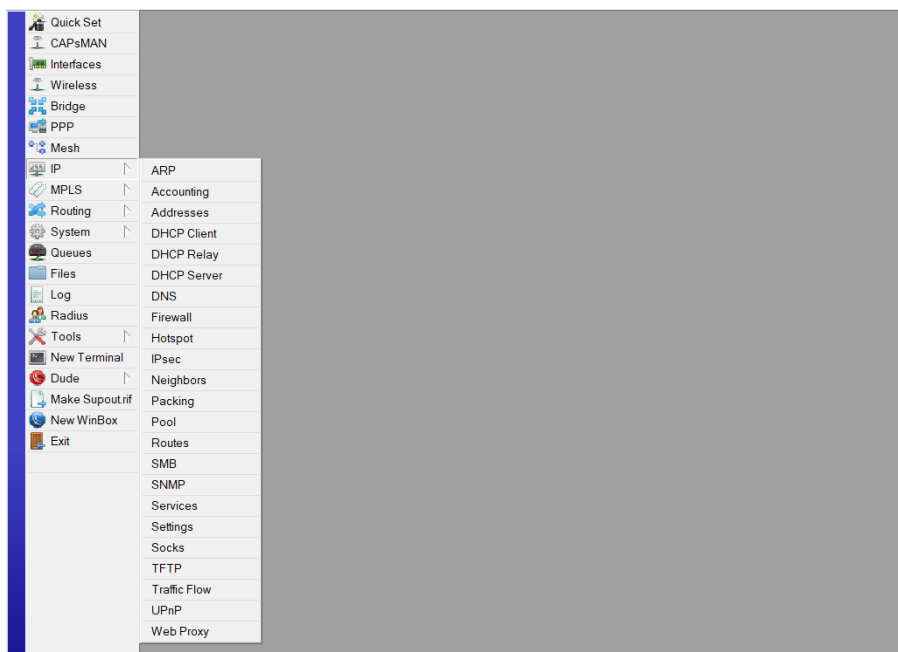 Quick Set
CAPsMAN
Interfaces
Wireless
Bridge
PPP
Mesh
IP
MPLS
Routing
System
Queues
Files
Log
Radius
Tools
New Terminal
Dude
Make Supout.rif
New WinBox
Exit
ARP
Accounting
Addresses
DHCP Client
DHCP Relay
DHCP Server
DNS
Firewall
Hotspot
IPsec
Neighbors
Packing
Pool
Routes
SMB
SNMP
Services
Settings
Socks
TFTP
Traffic Flow
UPnP
Web Proxy